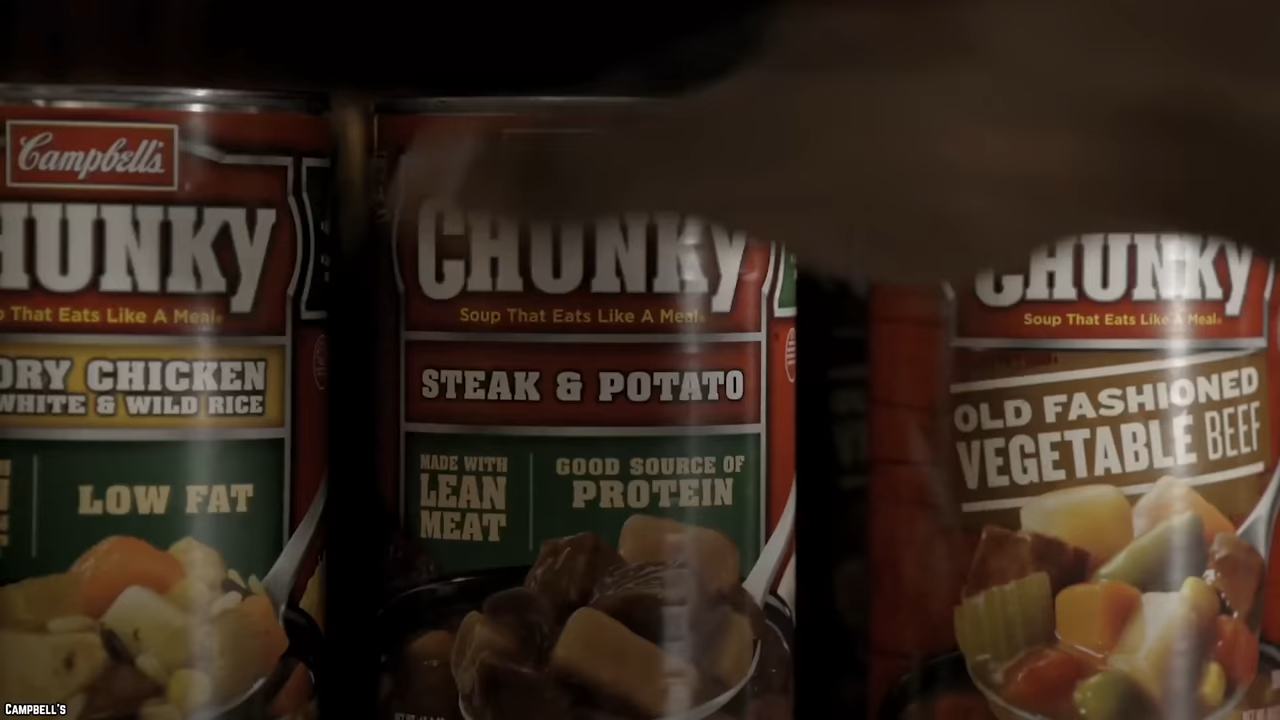 Campbell's
HUNKY
That Eats Like A Meal.
ORY CHICKEN
WHITE & WILD RICE
LOW FAT
CHUNKY
Soup That Eats Like A Meal.
STEAK & POTATO
MADE WITH
LEAN
MEAT
GOOD SOURCE OF
PROTEIN
CHUNKY
Soup That Eats Like A Meal.
OLD FASHIONED
VEGETABLE BEEF
CAMPBELL'S